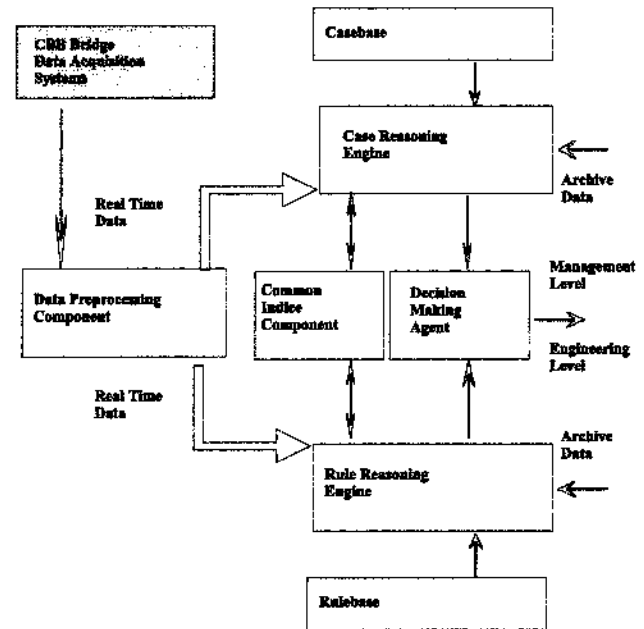 Casebase
CRB Bridge
Data Acquisition
Systems
Case Reasoning
Engine
Archive
Data
Real Time
Data
Data Preprocessing
Component
Common
Indice
Component
Decision
Making
Agent
Management
Level
Engineering
Level
Real Time
Data
Archive
Data
Rule Reasoning
Engine
Rulebase